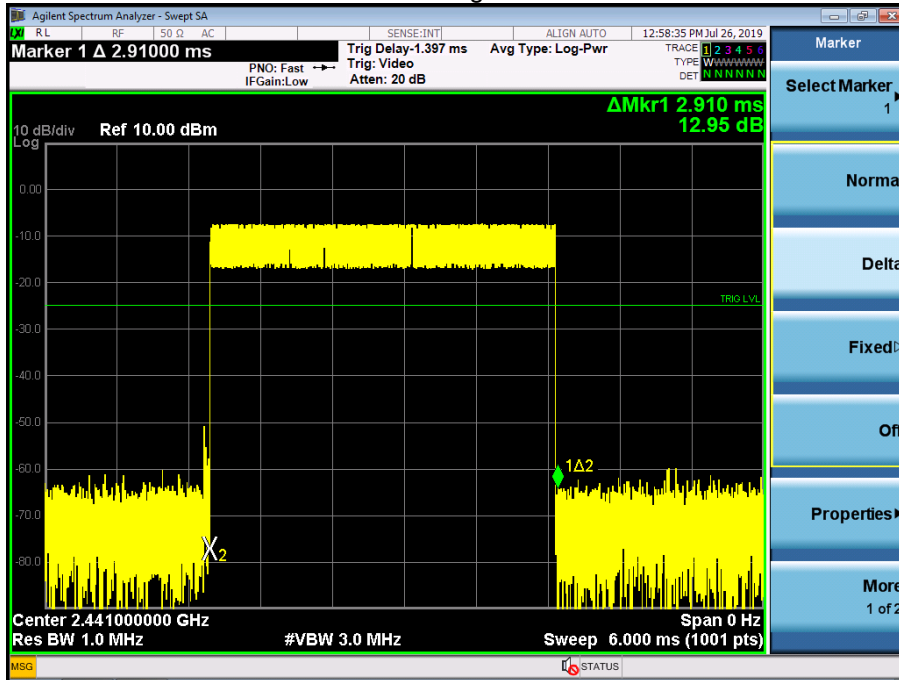 Agilent Spectrum Analyzer - Swept SA
LXI RL RF 50 Ω AC SENSE:INT ALIGN AUTO 12:58:35 PM Jul 26, 2019
Marker 1 Δ 2.91000 ms
PNO: Fast
IFGain:Low
Trig Delay-1.397 ms
Trig: Video
Atten: 20 dB
Avg Type: Log-Pwr
TRACE 1 2 3 4 5 6
TYPE WWWWWW
DET N N N N N N
ΔMkr1 2.910 ms
12.95 dB
10 dB/div Ref 10.00 dBm
Log
0.00
-10.0
-20.0
TRIG LVL
-30.0
-40.0
-50.0
-60.0
1Δ2
-70.0
X2
-80.0
Center 2.441000000 GHz Span 0 Hz
Res BW 1.0 MHz #VBW 3.0 MHz Sweep 6.000 ms (1001 pts)
MSG STATUS
Marker
Select Marker
1
Norma
Delta
Fixed
Of
Properties
More
1 of 2